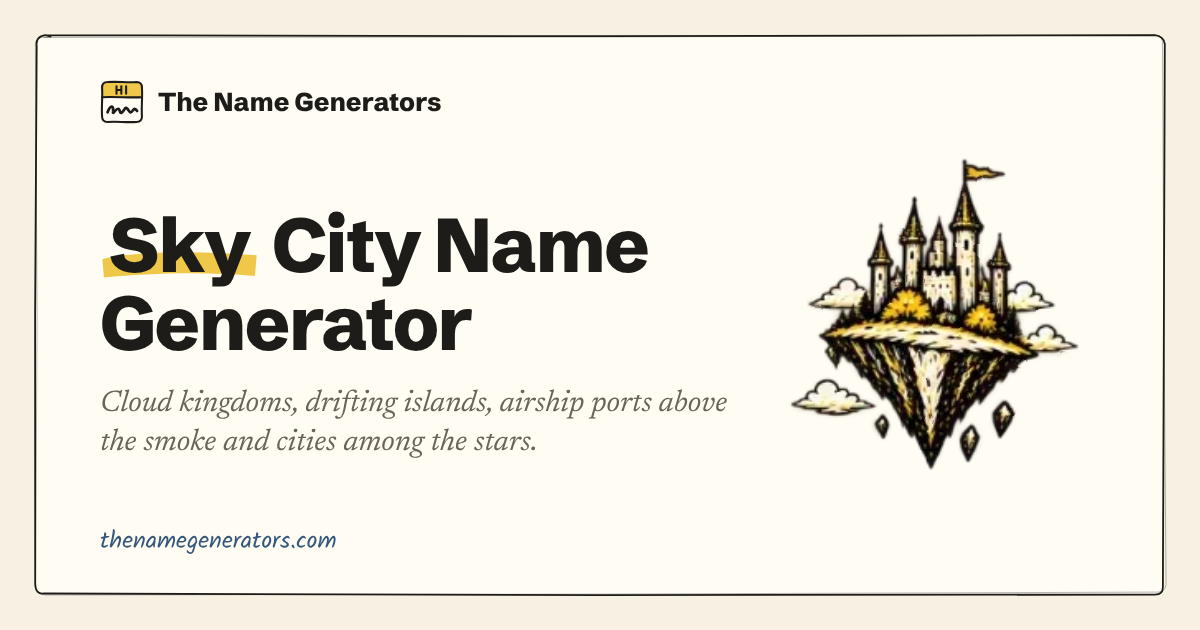 HI
The Name Generators
Sky City Name
Generator
Cloud kingdoms, drifting islands, airship ports above
the smoke and cities among the stars.
thenamegenerators.com